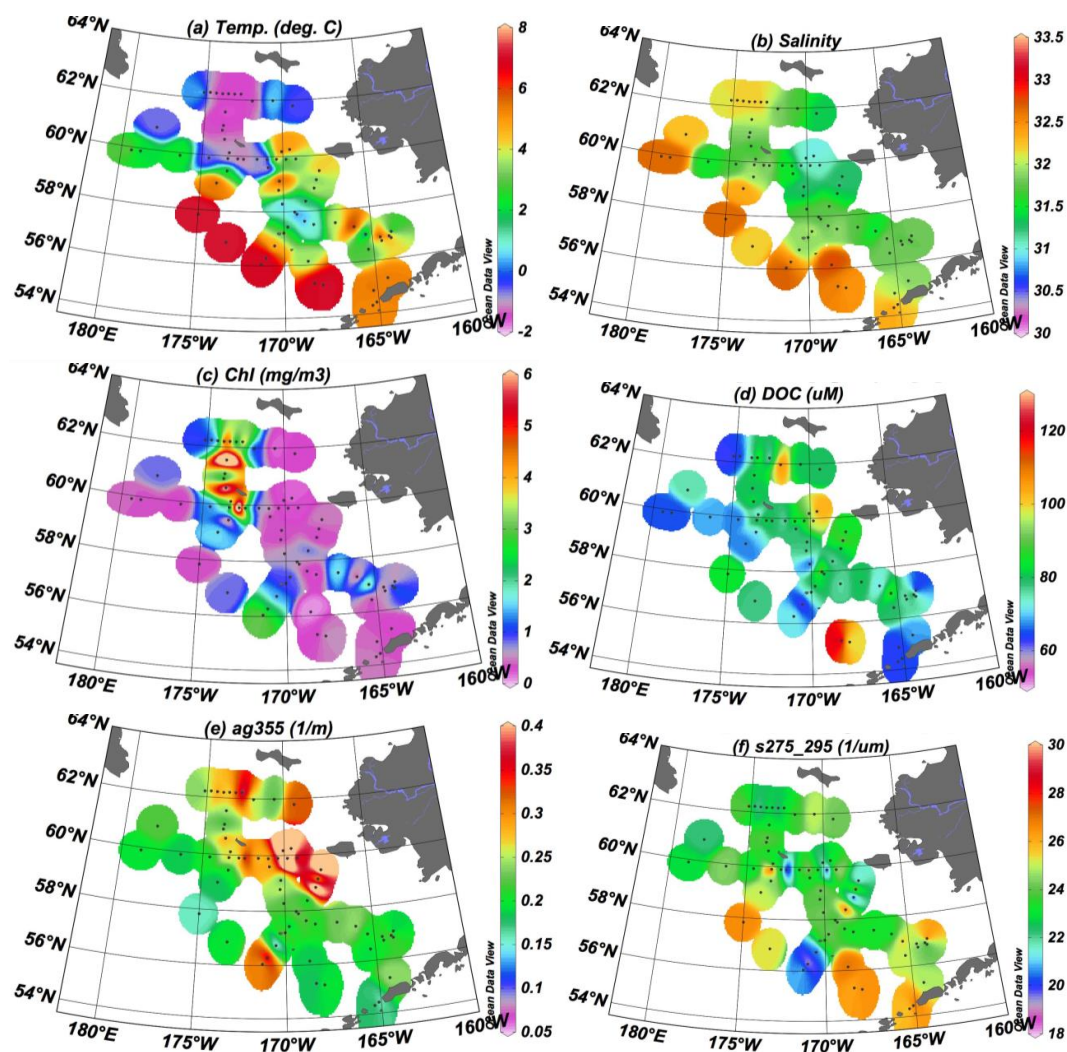 (a) Temp. (deg. C)
64°N
62°N
60°N
58°N
56°N
54°N
180°E
175°W
170°W
165°W
160°W
8
6
4
2
0
-2
Ocean Data View
(b) Salinity
64°N
62°N
60°N
58°N
56°N
54°N
180°E
175°W
170°W
165°W
160°W
33.5
33
32.5
32
31.5
31
30.5
30
Ocean Data View
(c) Chl (mg/m3)
64°N
62°N
60°N
58°N
56°N
54°N
180°E
175°W
170°W
165°W
160°W
6
5
4
3
2
1
0
Ocean Data View
(d) DOC (uM)
64°N
62°N
60°N
58°N
56°N
54°N
180°E
175°W
170°W
165°W
160°W
120
100
80
60
Ocean Data View
(e) ag355 (1/m)
64°N
62°N
60°N
58°N
56°N
54°N
180°E
175°W
170°W
165°W
160°W
0.4
0.35
0.3
0.25
0.2
0.15
0.1
0.05
Ocean Data View
(f) s275_295 (1/um)
64°N
62°N
60°N
58°N
56°N
54°N
180°E
175°W
170°W
165°W
160°W
30
28
26
24
22
20
18
Ocean Data View